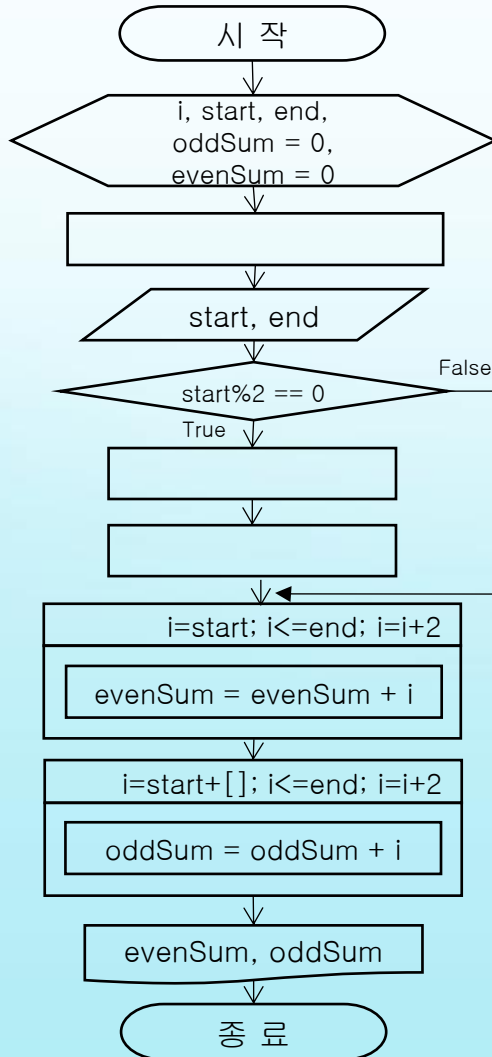 시 작
i, start, end,
oddSum = 0,
evenSum = 0
start, end
start%2 == 0
False
True
i=start; i<=end; i=i+2
evenSum = evenSum + i
i=start+[]; i<=end; i=i+2
oddSum = oddSum + i
evenSum, oddSum
종 료